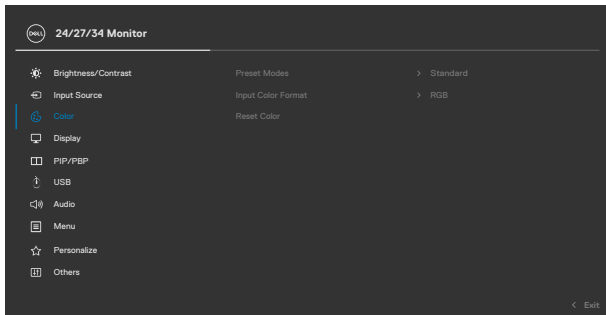 DELL 24/27/34 Monitor
Brightness/Contrast Preset Modes > Standard
Input Source Input Color Format > RGB
Color Reset Color
Display
PIP/PBP
USB
Audio
Menu
Personalize
Others
< Exit